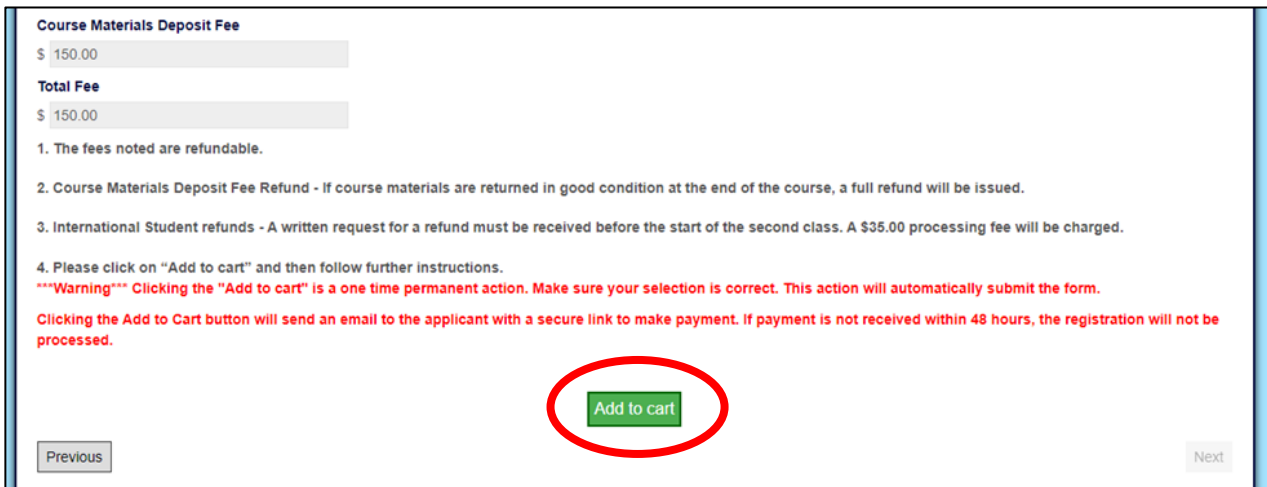 Course Materials Deposit Fee
$ 150.00
Total Fee
$ 150.00
1. The fees noted are refundable.
2. Course Materials Deposit Fee Refund - If course materials are returned in good condition at the end of the course, a full refund will be issued.
3. International Student refunds - A written request for a refund must be received before the start of the second class. A $35.00 processing fee will be charged.
4. Please click on “Add to cart” and then follow further instructions.
***Warning*** Clicking the "Add to cart" is a one time permanent action. Make sure your selection is correct. This action will automatically submit the form.
Clicking the Add to Cart button will send an email to the applicant with a secure link to make payment. If payment is not received within 48 hours, the registration will not be
processed.
Add to cart
Previous
Next